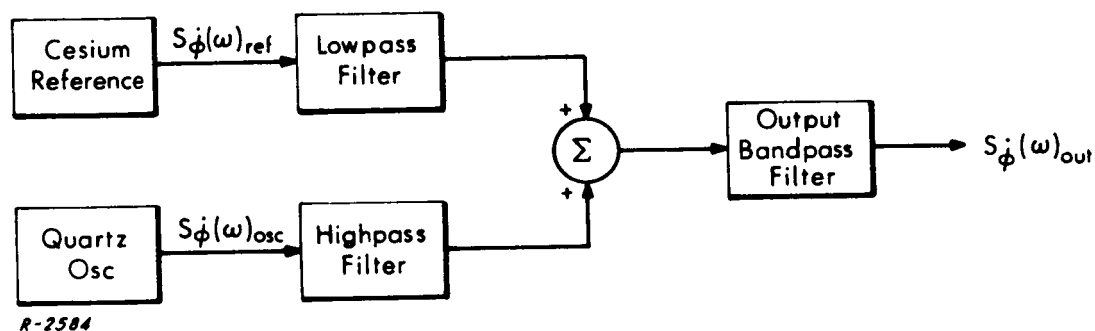 Cesium
Reference
Sφ̇(ω)ref
Lowpass
Filter
+
Σ
+
Output
Bandpass
Filter
Sφ̇(ω)out
Quartz
Osc
Sφ̇(ω)osc
Highpass
Filter
R-2584